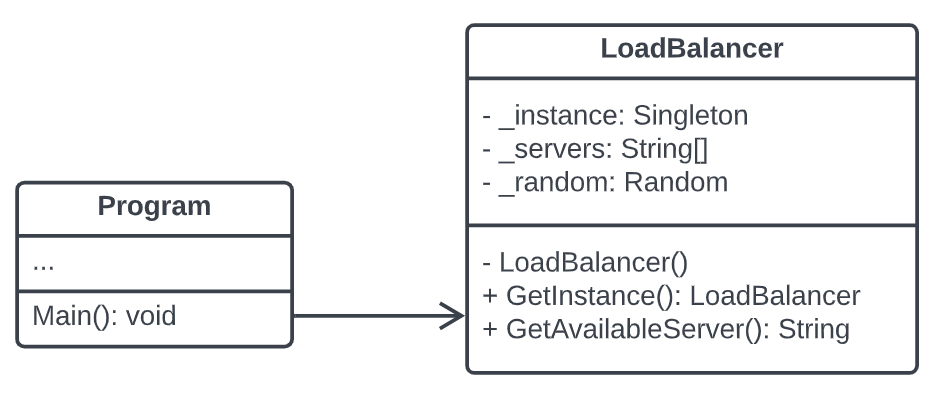 LoadBalancer
- _instance: Singleton
- _servers: String[]
- _random: Random
- LoadBalancer()
+ GetInstance(): LoadBalancer
+ GetAvailableServer(): String
Program
...
Main(): void